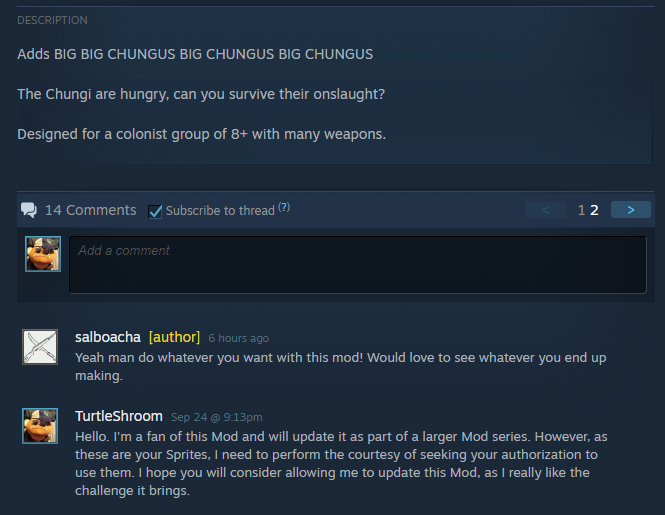 DESCRIPTION
Adds BIG BIG CHUNGUS BIG CHUNGUS BIG CHUNGUS
The Chungi are hungry, can you survive their onslaught?
Designed for a colonist group of 8+ with many weapons.
14 Comments Subscribe to thread (?) < 1 2 >
Add a comment
salboacha [author] 6 hours ago
Yeah man do whatever you want with this mod! Would love to see whatever you end up
making.
TurtleShroom Sep 24 @ 9:13pm
Hello. I'm a fan of this Mod and will update it as part of a larger Mod series. However, as
these are your Sprites, I need to perform the courtesy of seeking your authorization to
use them. I hope you will consider allowing me to update this Mod, as I really like the
challenge it brings.